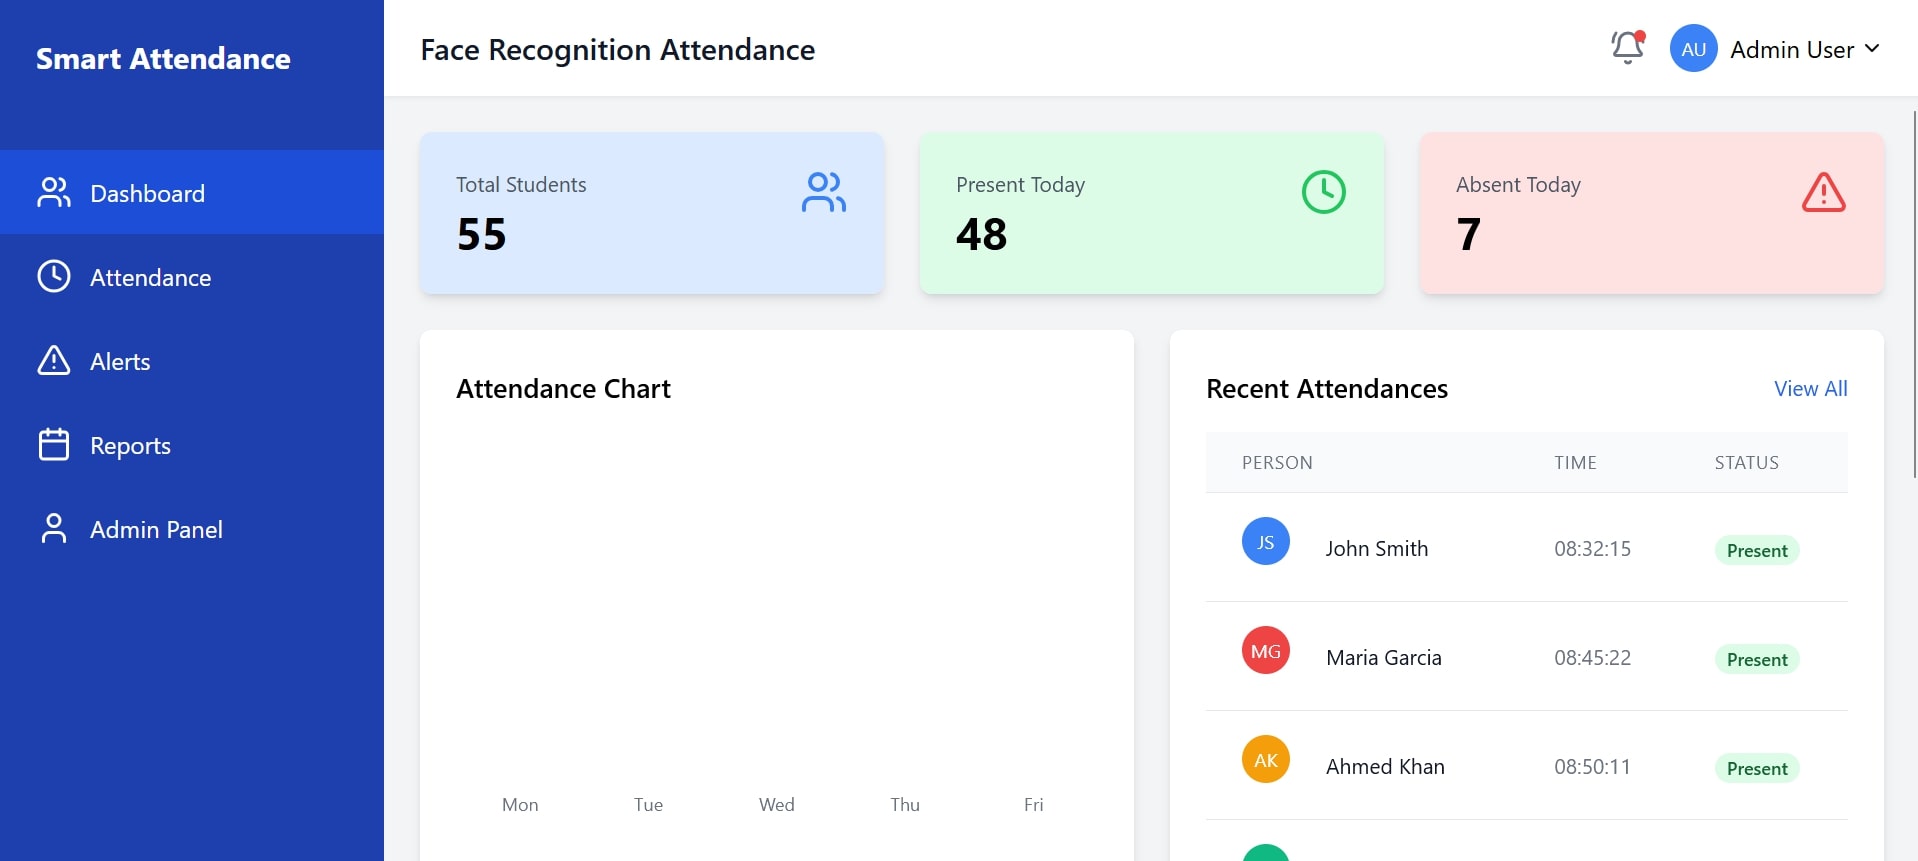 Smart Attendance
Dashboard
Attendance
Alerts
Reports
Admin Panel
Face Recognition Attendance
AU Admin User
Total Students
55
Present Today
48
Absent Today
7
Attendance Chart
Mon Tue Wed Thu Fri
Recent Attendances View All
PERSON TIME STATUS
JS John Smith 08:32:15 Present
MG Maria Garcia 08:45:22 Present
AK Ahmed Khan 08:50:11 Present